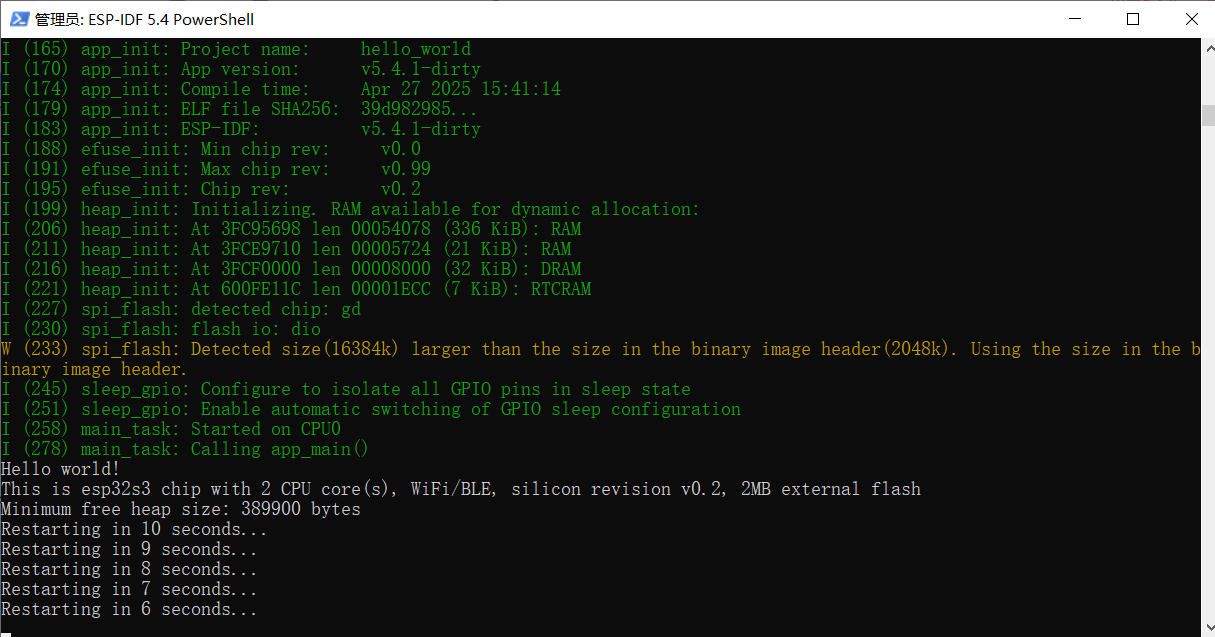 管理员: ESP-IDF 5.4 PowerShell
I (165) app_init: Project name:     hello_world
I (170) app_init: App version:      v5.4.1-dirty
I (174) app_init: Compile time:     Apr 27 2025 15:41:14
I (179) app_init: ELF file SHA256:  39d982985...
I (183) app_init: ESP-IDF:          v5.4.1-dirty
I (188) efuse_init: Min chip rev:     v0.0
I (191) efuse_init: Max chip rev:     v0.99
I (195) efuse_init: Chip rev:         v0.2
I (199) heap_init: Initializing. RAM available for dynamic allocation:
I (206) heap_init: At 3FC95698 len 00054078 (336 KiB): RAM
I (211) heap_init: At 3FCE9710 len 00005724 (21 KiB): RAM
I (216) heap_init: At 3FCF0000 len 00008000 (32 KiB): DRAM
I (221) heap_init: At 600FE11C len 00001ECC (7 KiB): RTCRAM
I (227) spi_flash: detected chip: gd
I (230) spi_flash: flash io: dio
W (233) spi_flash: Detected size(16384k) larger than the size in the binary image header(2048k). Using the size in the b
inary image header.
I (245) sleep_gpio: Configure to isolate all GPIO pins in sleep state
I (251) sleep_gpio: Enable automatic switching of GPIO sleep configuration
I (258) main_task: Started on CPU0
I (278) main_task: Calling app_main()
Hello world!
This is esp32s3 chip with 2 CPU core(s), WiFi/BLE, silicon revision v0.2, 2MB external flash
Minimum free heap size: 389900 bytes
Restarting in 10 seconds...
Restarting in 9 seconds...
Restarting in 8 seconds...
Restarting in 7 seconds...
Restarting in 6 seconds...